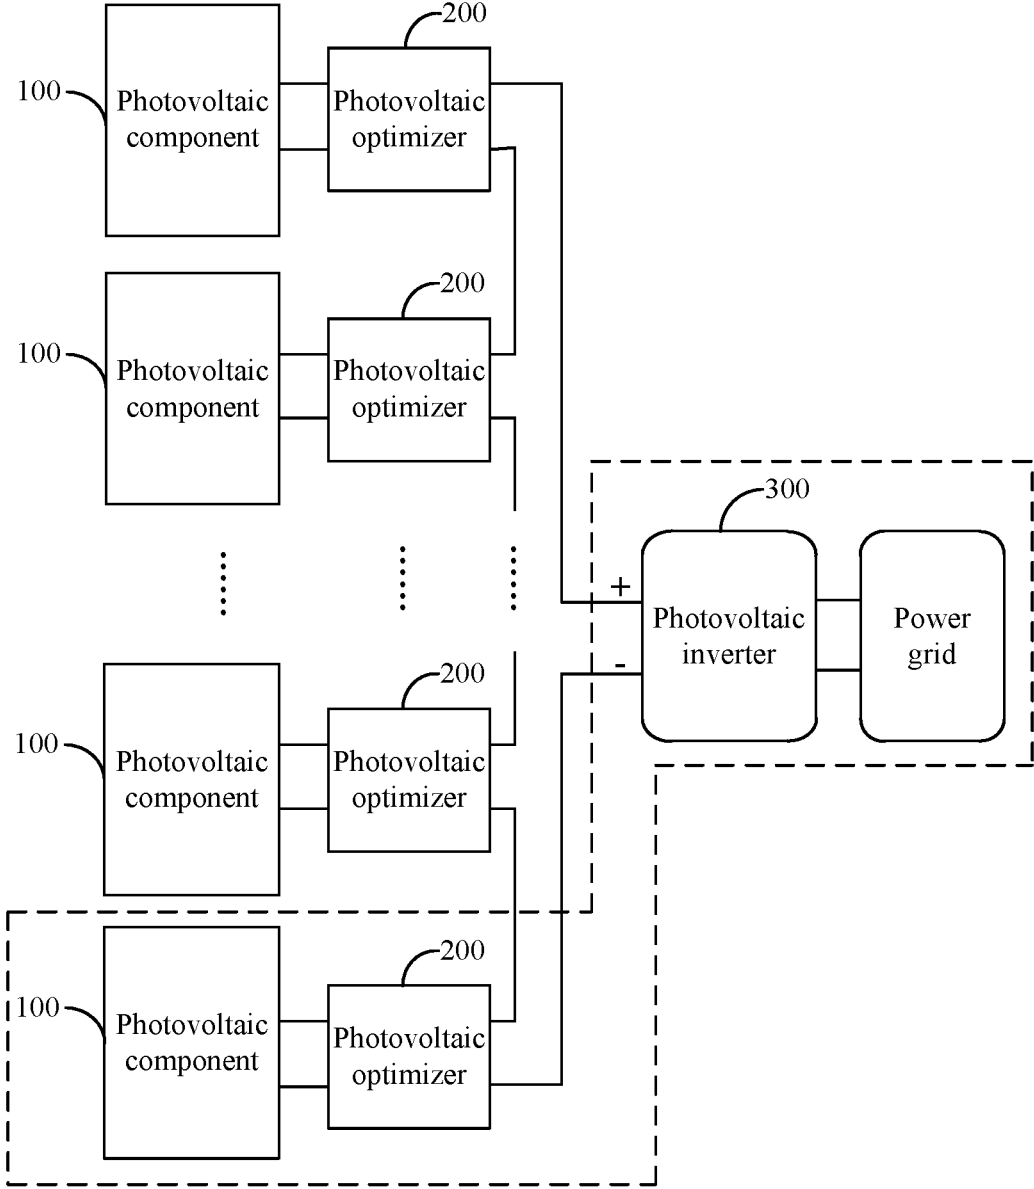 200
100
Photovoltaic
component
Photovoltaic
optimizer
200
100
Photovoltaic
component
Photovoltaic
optimizer
300
+
-
Photovoltaic
inverter
Power
grid
200
100
Photovoltaic
component
Photovoltaic
optimizer
200
100
Photovoltaic
component
Photovoltaic
optimizer